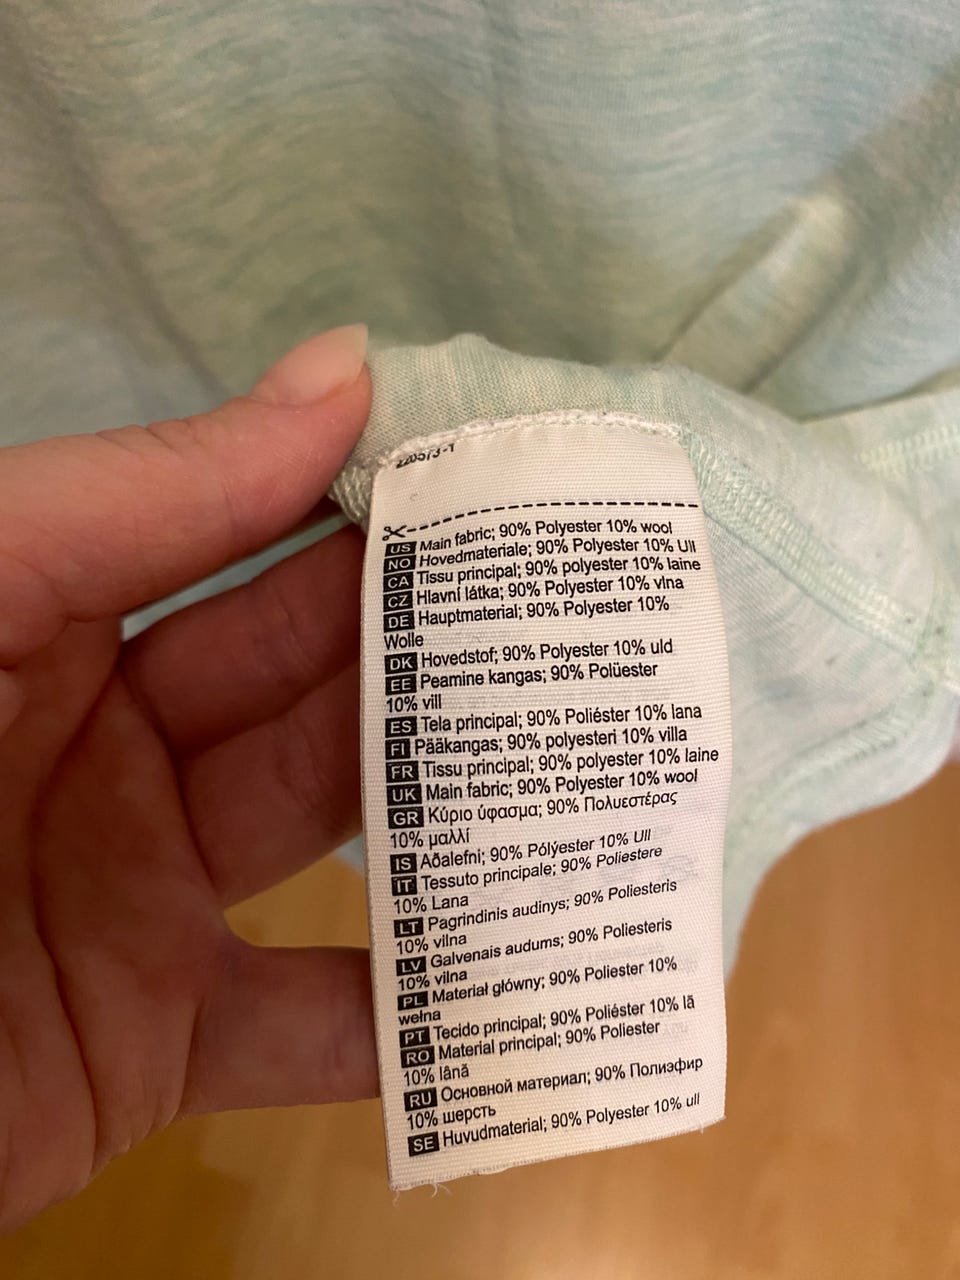 US Main fabric; 90% Polyester 10% wool
NO Hovedmateriale; 90% Polyester 10% Ull
CA Tissu principal; 90% polyester 10% laine
CZ Hlavní látka; 90% Polyester 10% vlna
DE Hauptmaterial; 90% Polyester 10%
Wolle
DK Hovedstof; 90% Polyester 10% uld
EE Peamine kangas; 90% Polüester
10% vill
ES Tela principal; 90% Poliéster 10% lana
FI Pääkangas; 90% polyesteri 10% villa
FR Tissu principal; 90% polyester 10% laine
UK Main fabric; 90% Polyester 10% wool
GR Κύριο ύφασμα; 90% Πολυεστέρας
10% μαλλί
IS Aðalefni; 90% Pólýester 10% Ull
IT Tessuto principale; 90% Poliestere
10% Lana
LT Pagrindinis audinys; 90% Poliesteris
10% vilna
LV Galvenais audums; 90% Poliesteris
10% vilna
PL Materiał główny; 90% Poliester 10%
wełna
PT Tecido principal; 90% Poliéster 10% lã
RO Material principal; 90% Poliester
10% lână
RU Основной материал; 90% Полиэфир
10% шерсть
SE Huvudmaterial; 90% Polyester 10% ull